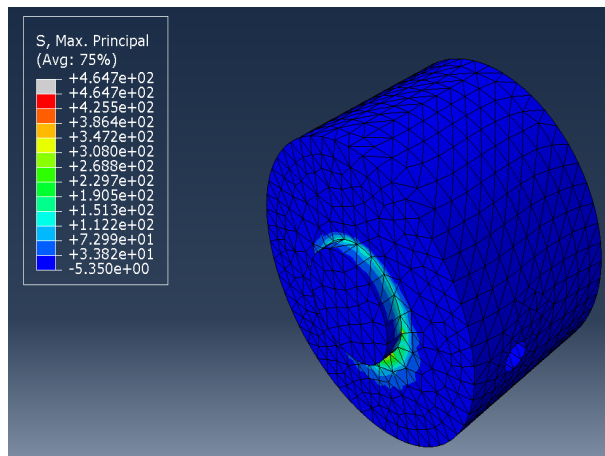 S, Max. Principal
(Avg: 75%)
+4.647e+02
+4.647e+02
+4.255e+02
+3.864e+02
+3.472e+02
+3.080e+02
+2.688e+02
+2.297e+02
+1.905e+02
+1.513e+02
+1.122e+02
+7.299e+01
+3.382e+01
-5.350e+00